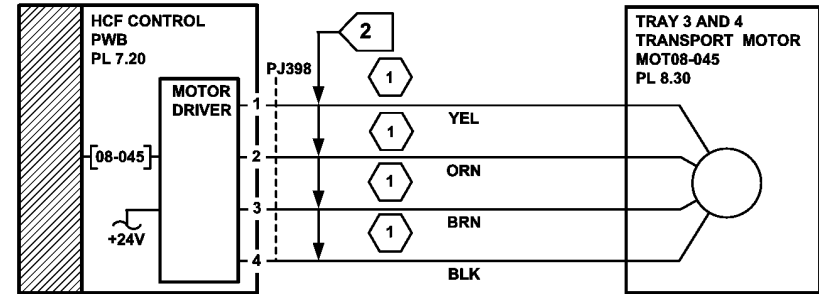 HCF CONTROL
PWB
PL 7.20
MOTOR
DRIVER
08-045
+24V
PJ398
1
2
3
4
2
1
1
1
1
YEL
ORN
BRN
BLK
TRAY 3 AND 4
TRANSPORT MOTOR
MOT08-045
PL 8.30